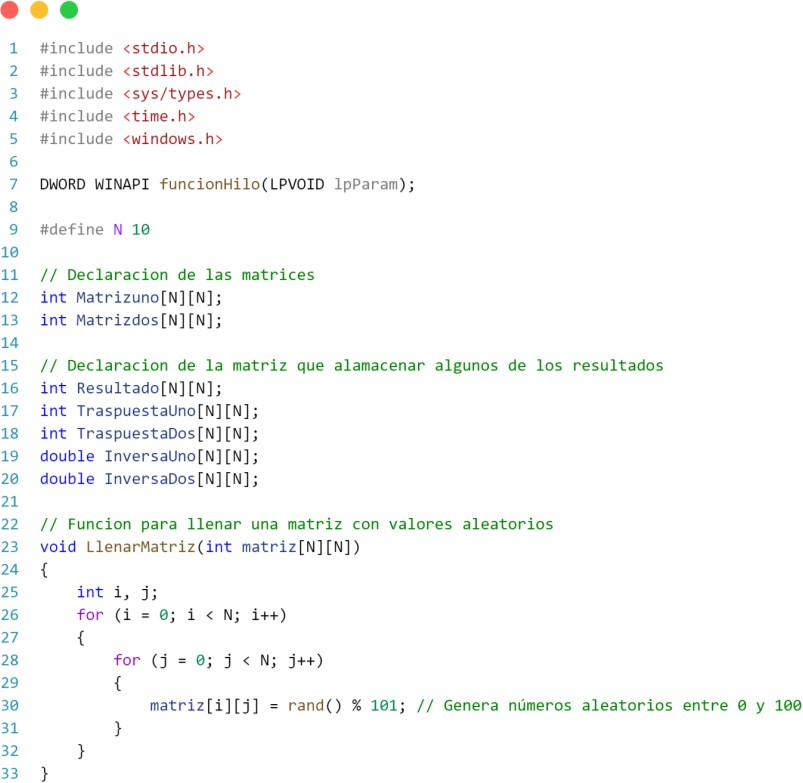 1 #include <stdio.h>
2 #include <stdlib.h>
3 #include <sys/types.h>
4 #include <time.h>
5 #include <windows.h>
6
7 DWORD WINAPI funcionHilo(LPVOID lpParam);
8
9 #define N 10
10
11 // Declaracion de las matrices
12 int Matrizuno[N][N];
13 int Matrizdos[N][N];
14
15 // Declaracion de la matriz que alamacenar algunos de los resultados
16 int Resultado[N][N];
17 int TraspuestaUno[N][N];
18 int TraspuestaDos[N][N];
19 double InversaUno[N][N];
20 double InversaDos[N][N];
21
22 // Funcion para llenar una matriz con valores aleatorios
23 void LlenarMatriz(int matriz[N][N])
24 {
25     int i, j;
26     for (i = 0; i < N; i++)
27     {
28         for (j = 0; j < N; j++)
29         {
30             matriz[i][j] = rand() % 101; // Genera números aleatorios entre 0 y 100
31         }
32     }
33 }